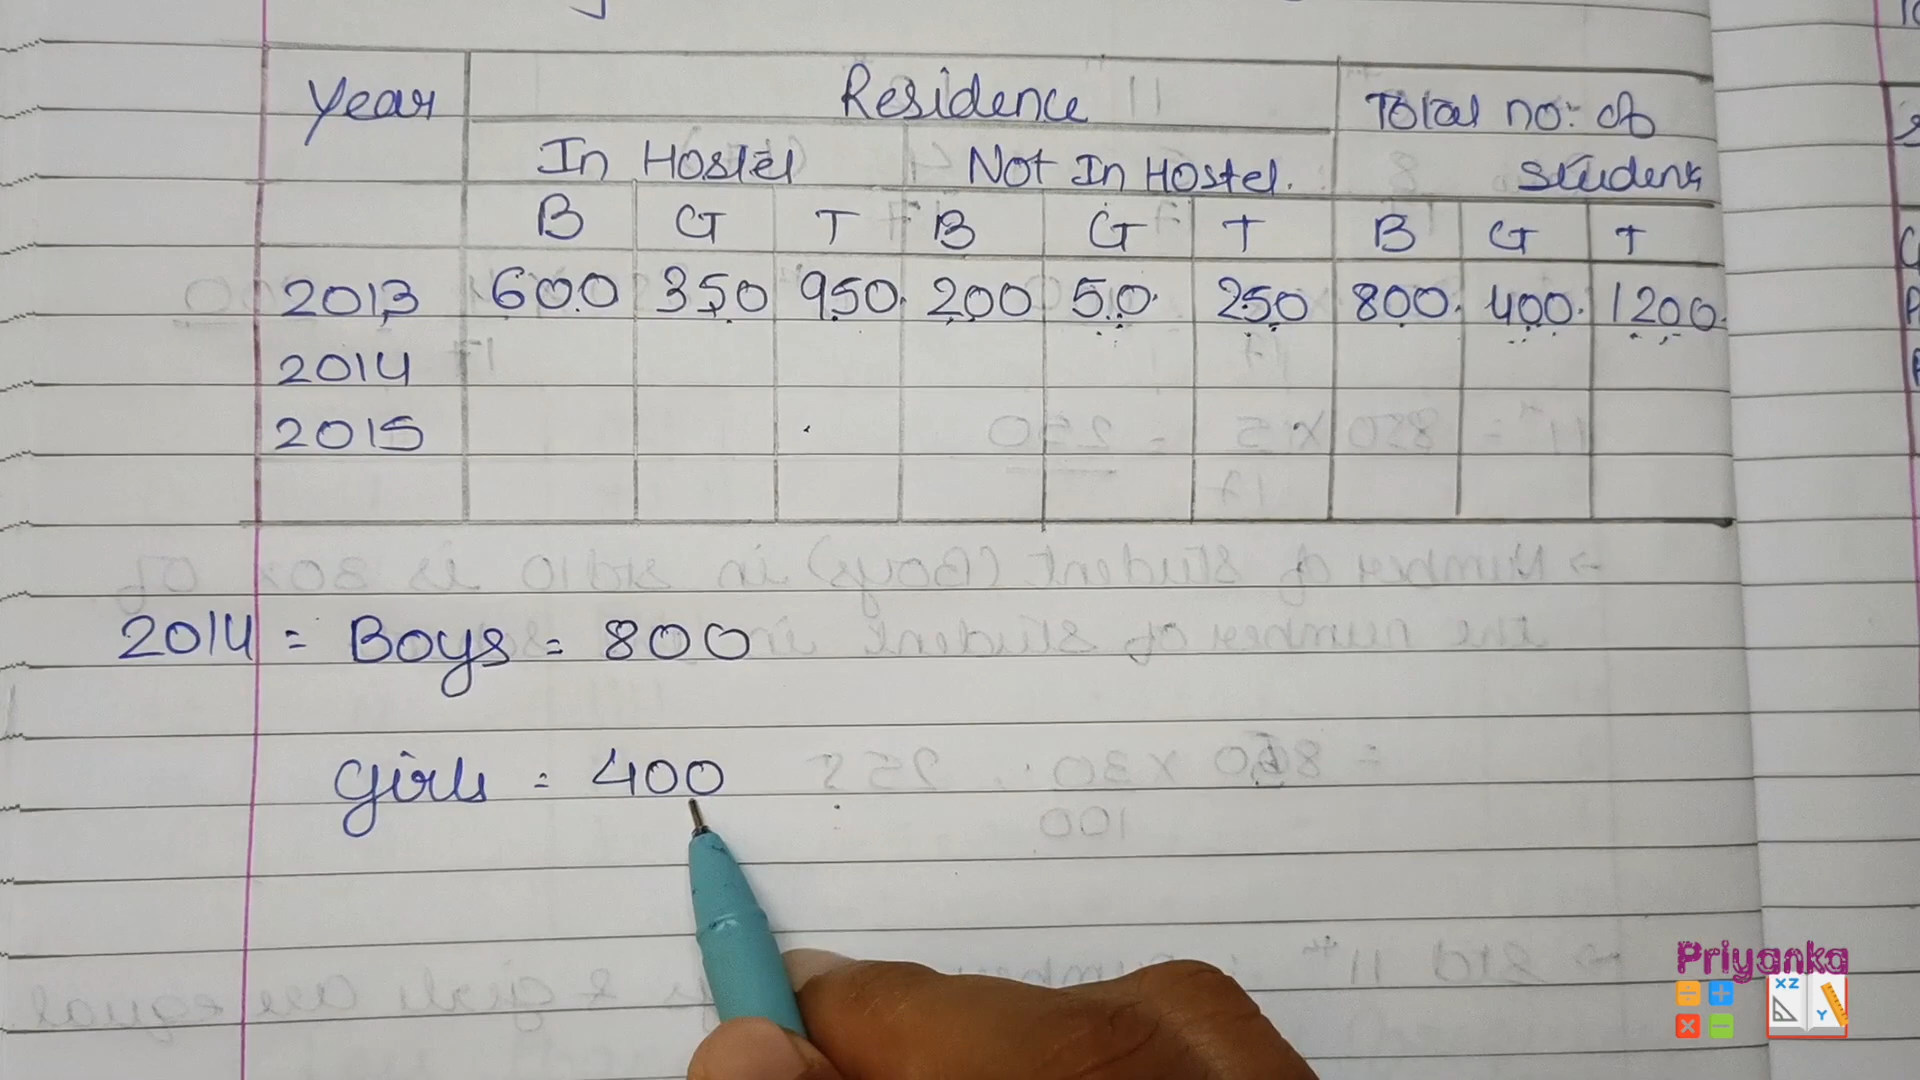 Year Residence Total no: of
In Hostel Not In Hostel. Students
B G T B G T B G T
2013 600 350 950 200 50 250 800 400 1200
2014
2015
2014 = Boys = 800
Girls = 400
Priyanka
XZ
Y